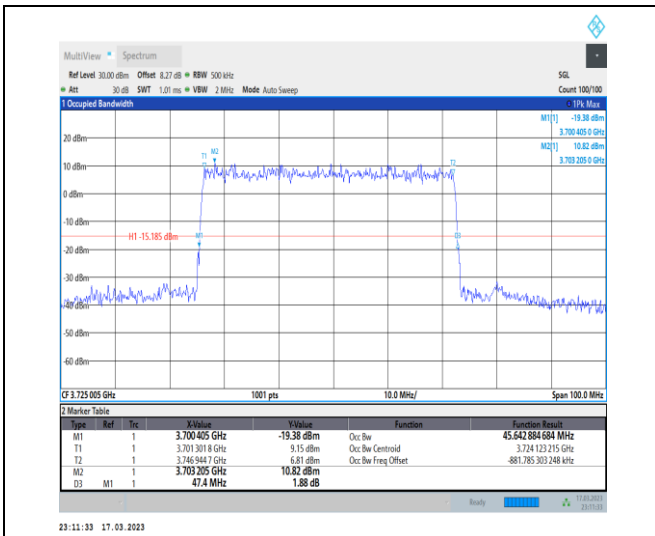 MultiView Spectrum
Ref Level 30.00 dBm Offset 8.27 dB RBW 500 kHz SGL
Att 30 dB SWT 1.01 ms VBW 2 MHz Mode Auto Sweep Count 100/100
1 Occupied Bandwidth 1Pk Max
M1[1] -19.38 dBm
3.700 405 0 GHz
M2[1] 10.82 dBm
3.703 205 0 GHz
20 dBm
T1 M2 T2
10 dBm
0 dBm
-10 dBm
H1 -15.185 dBm M1 D3
-20 dBm
-30 dBm
-40 dBm
-50 dBm
-60 dBm
CF 3.725 005 GHz 1001 pts 10.0 MHz/ Span 100.0 MHz
2 Marker Table
Type Ref Trc X-Value Y-Value Function Function Result
M1 1 3.700 405 GHz -19.38 dBm Occ Bw 45.642 884 684 MHz
T1 1 3.701 301 8 GHz 9.15 dBm Occ Bw Centroid 3.724 123 215 GHz
T2 1 3.746 944 7 GHz 6.81 dBm Occ Bw Freq Offset -881.785 303 248 kHz
M2 1 3.703 205 GHz 10.82 dBm
D3 M1 1 47.4 MHz 1.88 dB
Ready 17.03.2023
23:11:33
23:11:33 17.03.2023